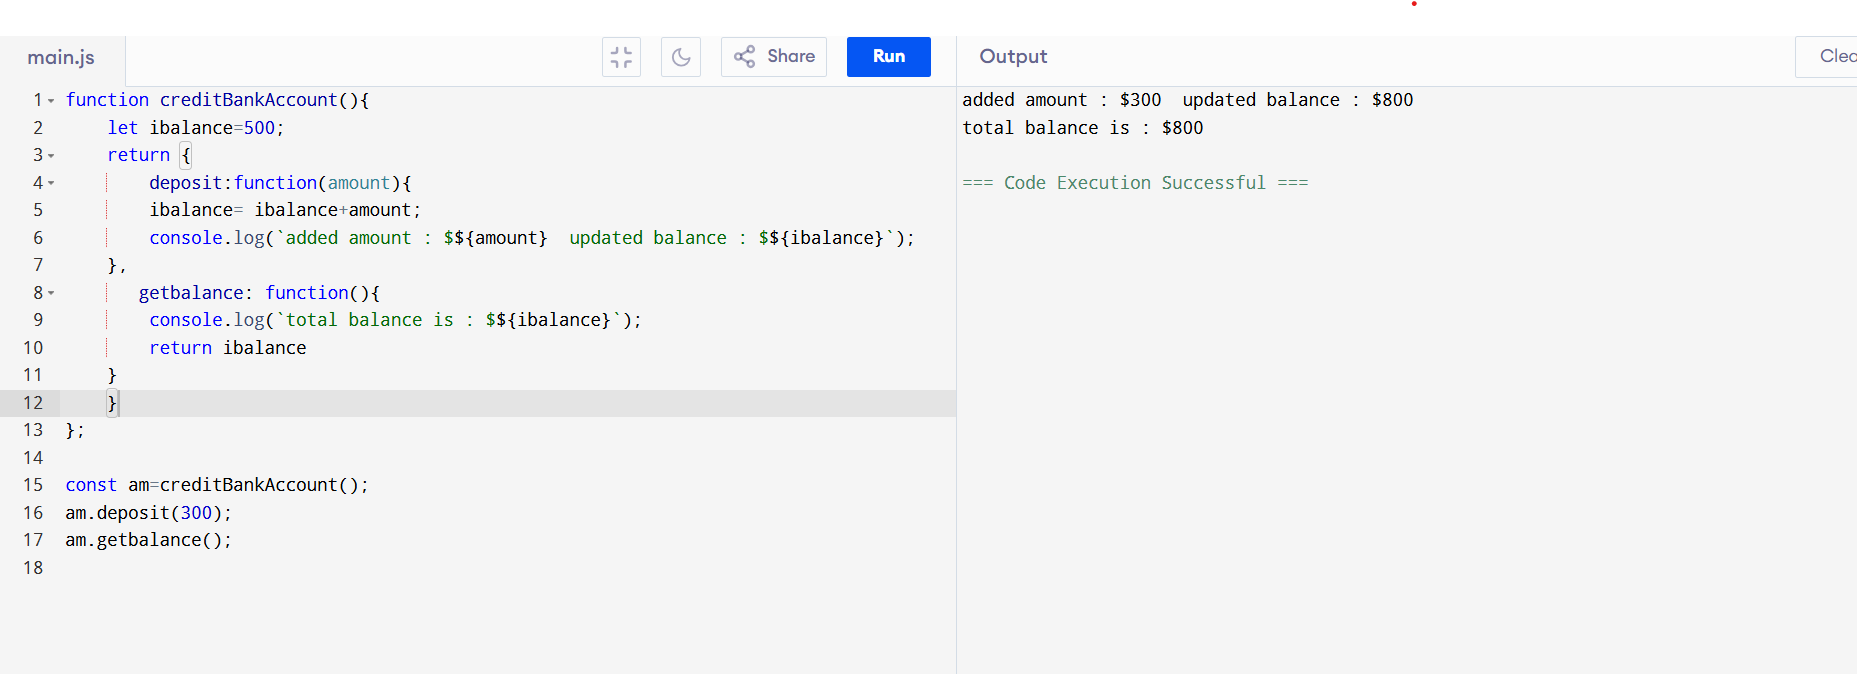 main.js
Share
Run
Output
Clea
1 function creditBankAccount(){
2     let ibalance=500;
3     return {
4         deposit:function(amount){
5         ibalance= ibalance+amount;
6         console.log(`added amount : $${amount}  updated balance : $${ibalance}`);
7     },
8        getbalance: function(){
9         console.log(`total balance is : $${ibalance}`);
10         return ibalance
11     }
12     }
13 };
14
15 const am=creditBankAccount();
16 am.deposit(300);
17 am.getbalance();
18
added amount : $300  updated balance : $800
total balance is : $800
=== Code Execution Successful ===